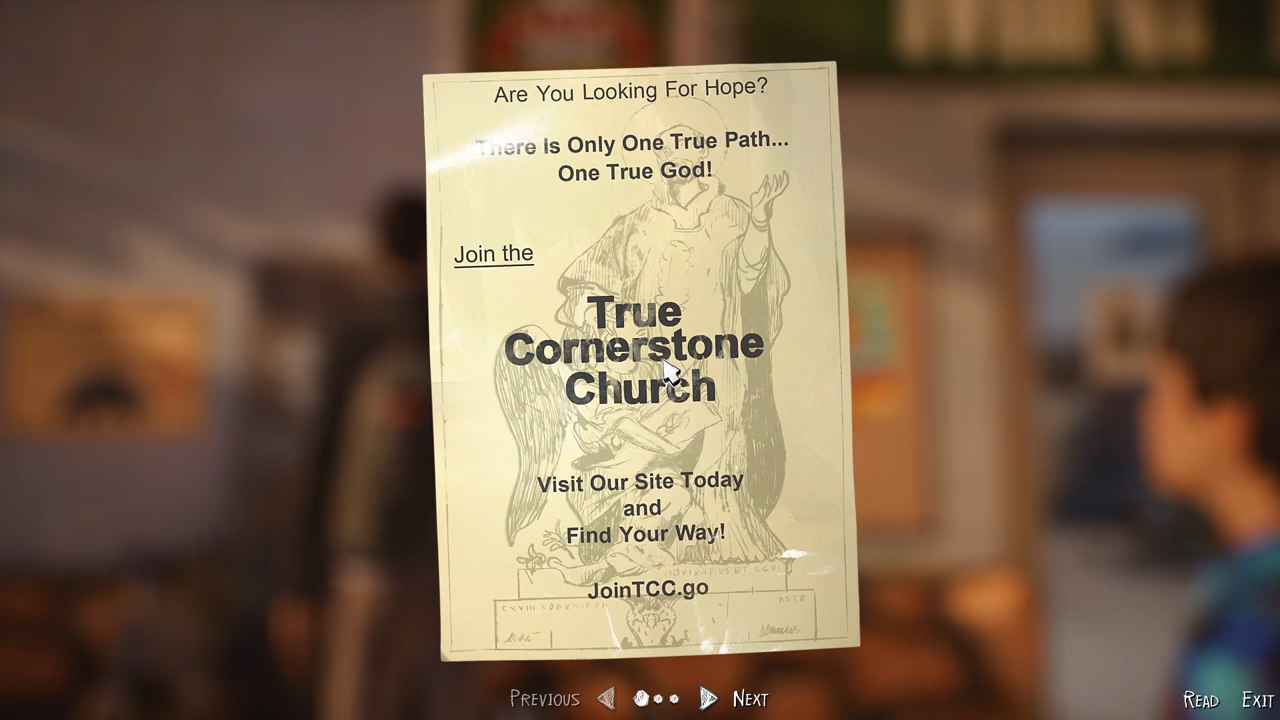 Are You Looking For Hope?
There Is Only One True Path...
One True God!
Join the
True
Cornerstone
Church
Visit Our Site Today
and
Find Your Way!
JoinTCC.go
Previous
Next
Read
Exit